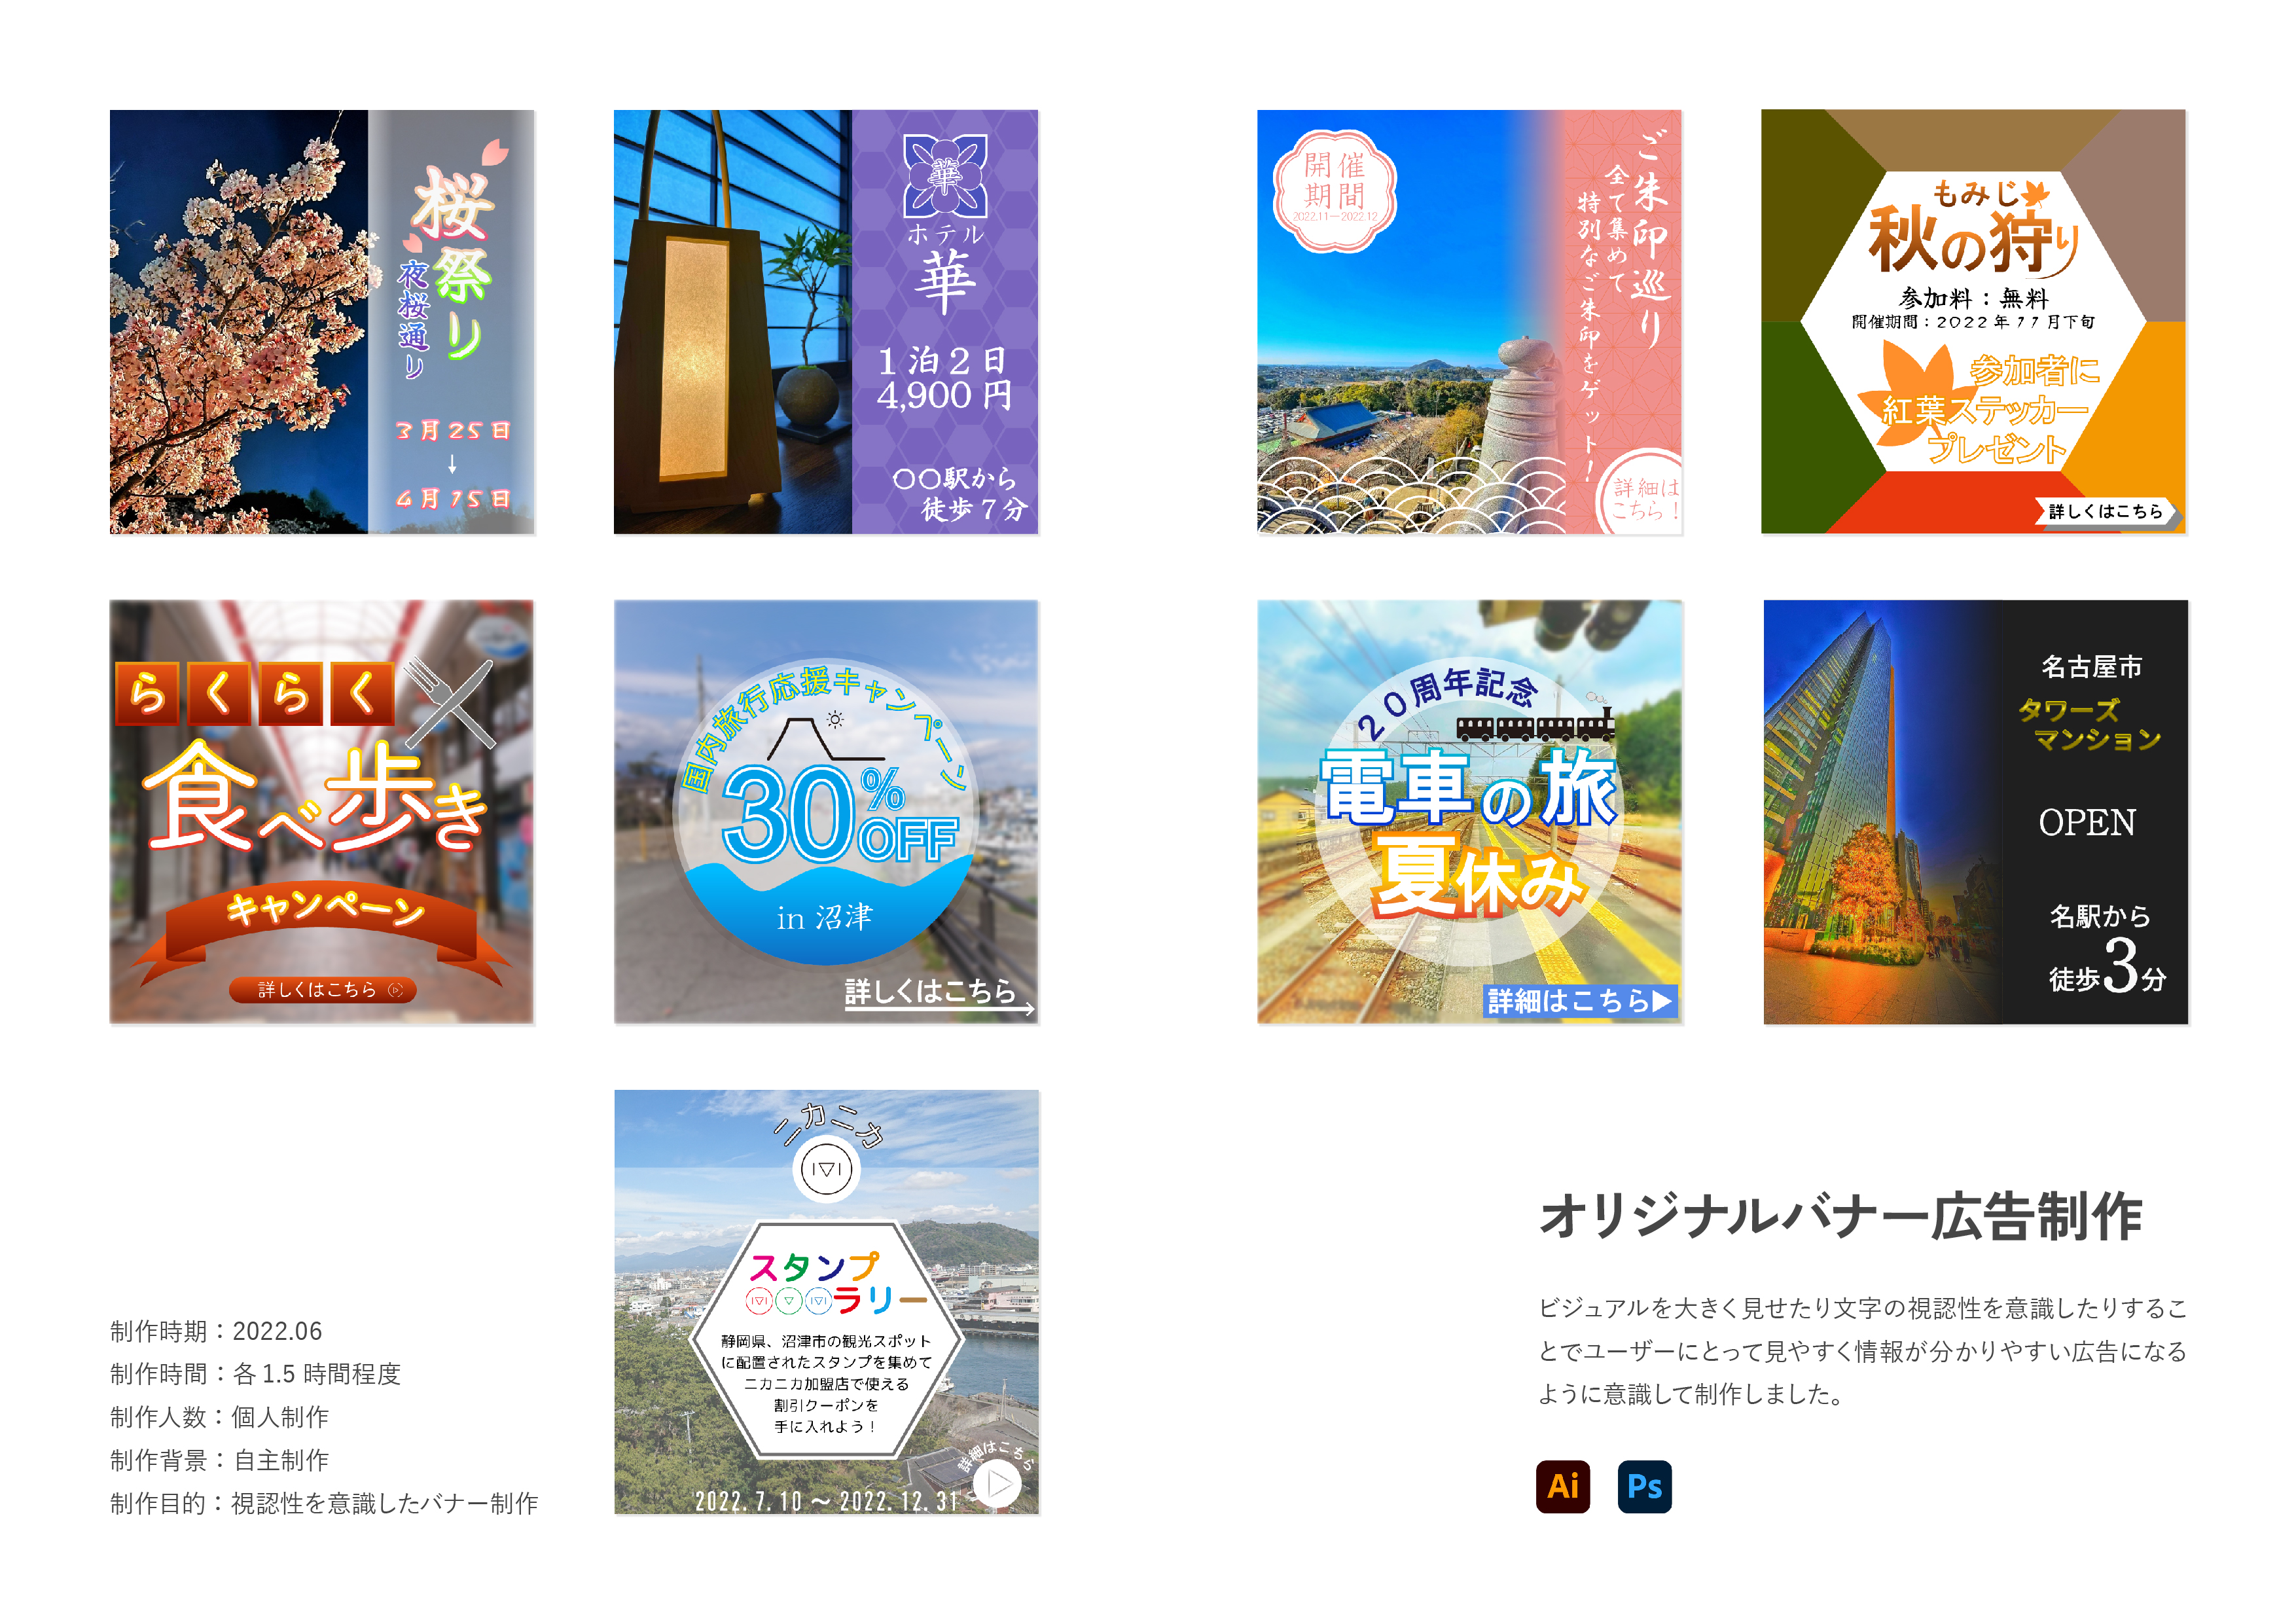 桜祭り
夜桜通り
3月25日
↓
4月15日
華
ホテル
華
1泊2日
4,900円
〇〇駅から
徒歩7分
開催
期間
2022.11—2022.12
ご朱印巡り
全て集めて
特別なご朱印をゲット!
詳細は
こちら!
もみじ
秋の狩り
参加料：無料
開催期間：2022年11月下旬
参加者に
紅葉ステッカー
プレゼント
詳しくはこちら
らくらく
食べ歩き
キャンペーン
詳しくはこちら
国内旅行応援キャンペーン
30%OFF
in 沼津
詳しくはこちら
20周年記念
電車の旅
夏休み
詳細はこちら▶
名古屋市
タワーズ
マンション
OPEN
名駅から
徒歩3分
ニカニカ
スタンプ
ラリー
静岡県、沼津市の観光スポット
に配置されたスタンプを集めて
ニカニカ加盟店で使える
割引クーポンを
手に入れよう！
詳細はこちら
2022.7.10～2022.12.31
制作時期：2022.06
制作時間：各1.5時間程度
制作人数：個人制作
制作背景：自主制作
制作目的：視認性を意識したバナー制作
オリジナルバナー広告制作
ビジュアルを大きく見せたり文字の視認性を意識したりするこ
とでユーザーにとって見やすく情報が分かりやすい広告になる
ように意識して制作しました。
Ai
Ps